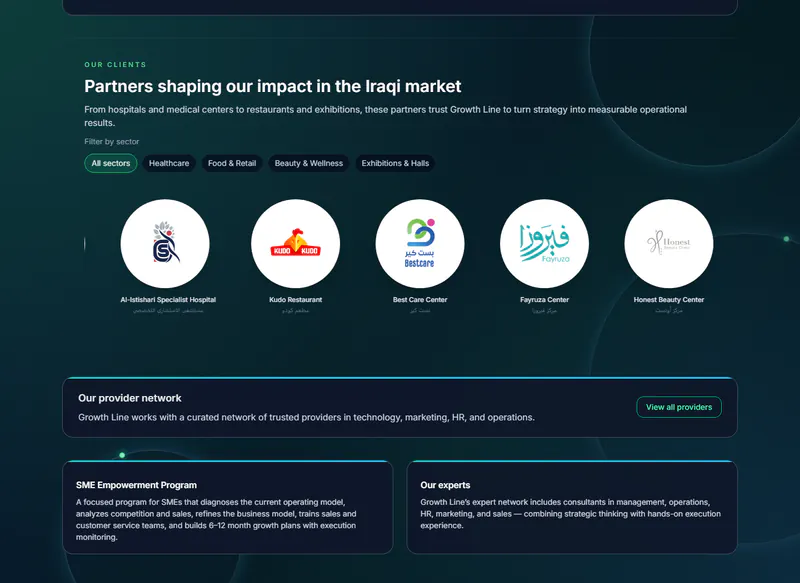 OUR CLIENTS
Partners shaping our impact in the Iraqi market
From hospitals and medical centers to restaurants and exhibitions, these partners trust Growth Line to turn strategy into measurable operational
results.
Filter by sector
All sectors
Healthcare
Food & Retail
Beauty & Wellness
Exhibitions & Halls
KUDO KUDO
بست كير
Bestcare
فيروزا
Fayruza
Honest
Beauty Center
Al-Istishari Specialist Hospital
Kudo Restaurant
Best Care Center
Fayruza Center
Honest Beauty Center
بست كير
مركز فيروزا
Our provider network
Growth Line works with a curated network of trusted providers in technology, marketing, HR, and operations.
View all providers
SME Empowerment Program
A focused program for SMEs that diagnoses the current operating model,
analyzes competition and sales, refines the business model, trains sales and
customer service teams, and builds 6–12 month growth plans with execution
monitoring.
Our experts
Growth Line's expert network includes consultants in management, operations,
HR, marketing, and sales — combining strategic thinking with hands-on execution
experience.